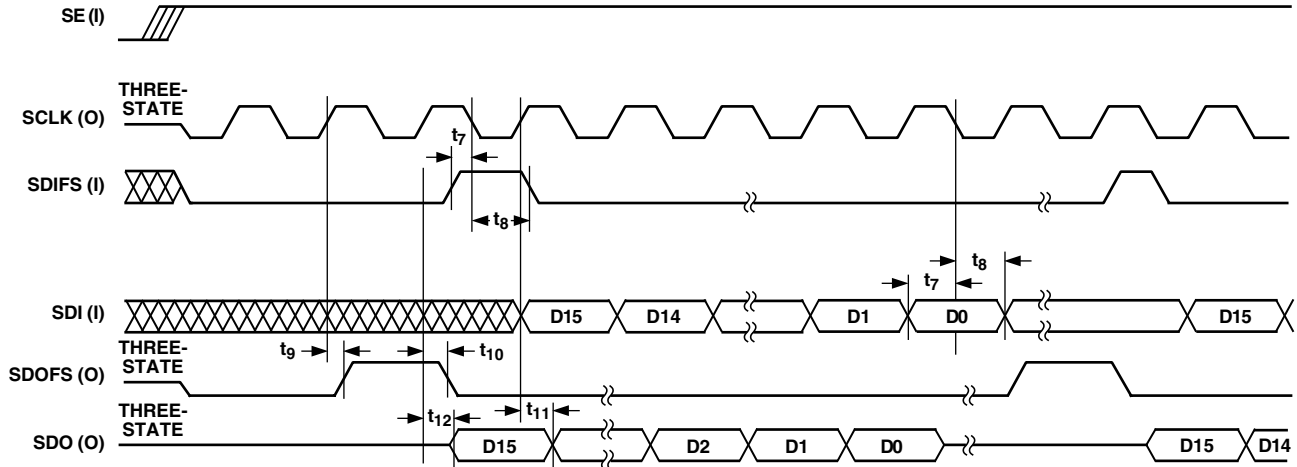 SE (I)
THREE-
STATE
SCLK (O)
t7
SDIFS (I)
t8
t8
t7
SDI (I)
D15
D14
D1
D0
D15
THREE-
STATE
t9
t10
SDOFS (O)
THREE-
STATE
t12
t11
SDO (O)
D15
D2
D1
D0
D15
D14